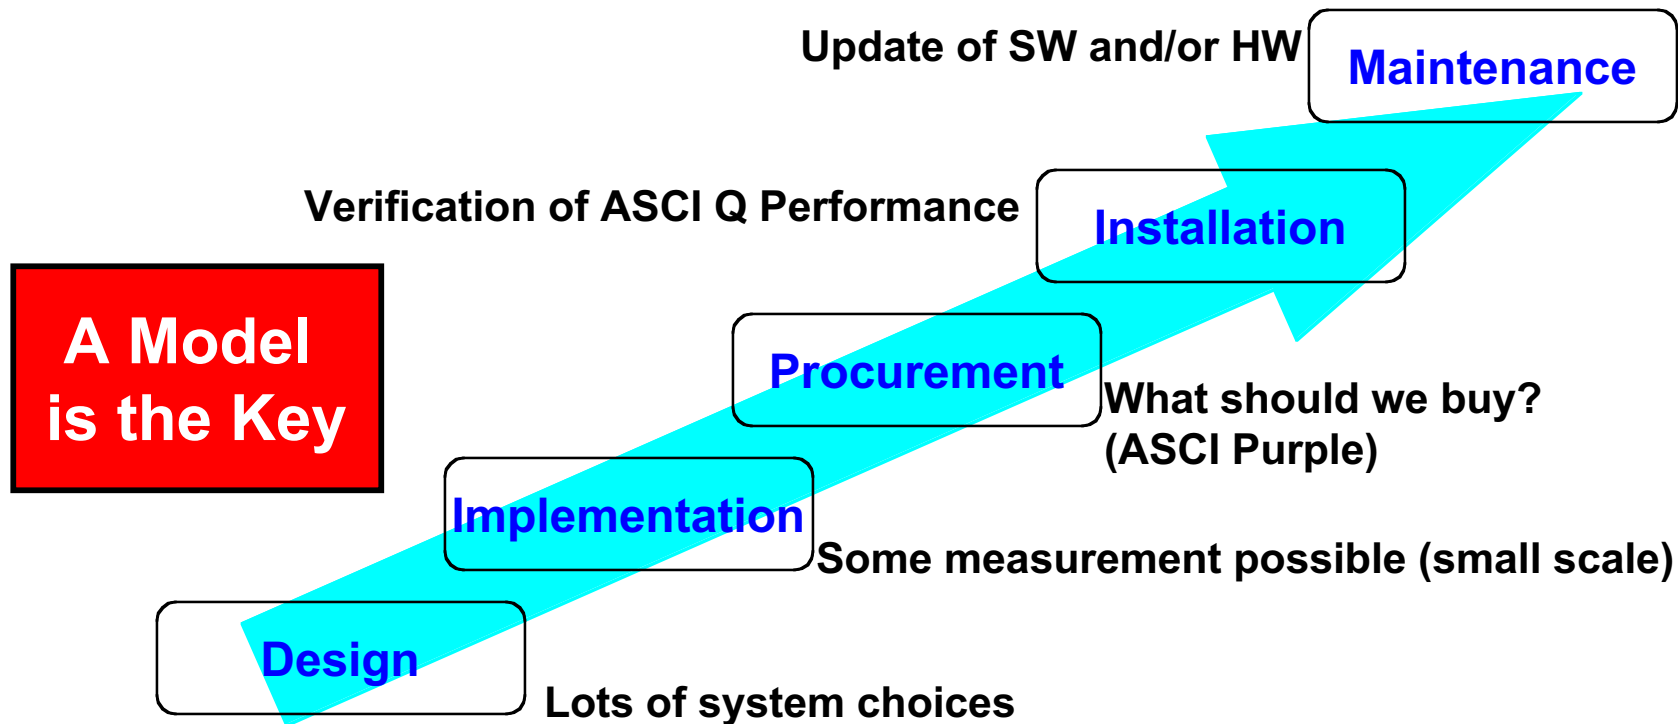 Update of SW and/or HW
Maintenance
Verification of ASCI Q Performance
Installation
A Model
is the Key
Procurement
What should we buy?
(ASCI Purple)
Implementation
Some measurement possible (small scale)
Design
Lots of system choices